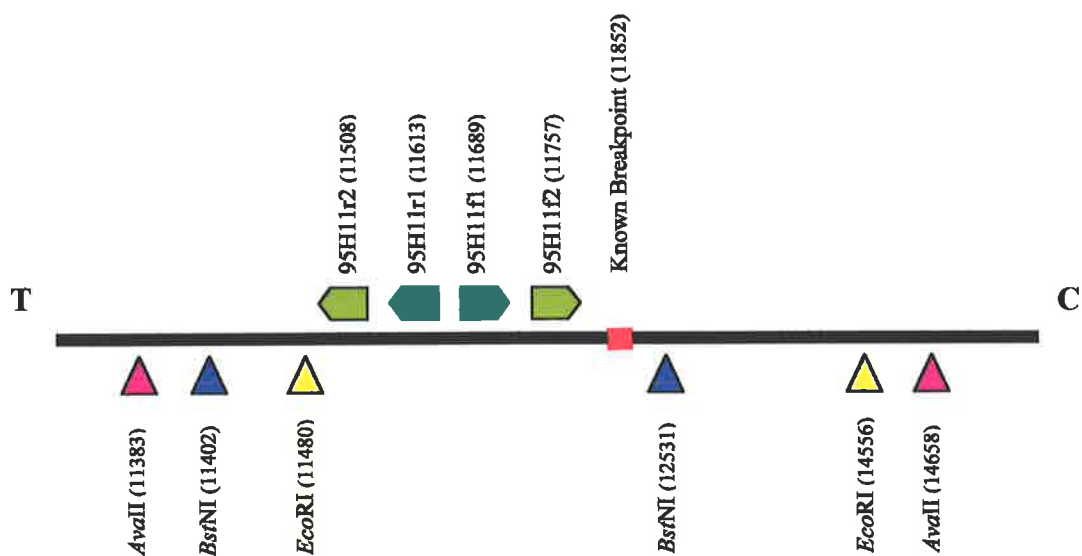 95H11r2 (11508)
95H11r1 (11613)
95H11f1 (11689)
95H11f2 (11757)
Known Breakpoint (11852)
T
C
AvaII (11383)
BstNI (11402)
EcoRI (11480)
BstNI (12531)
EcoRI (14556)
AvaII (14658)